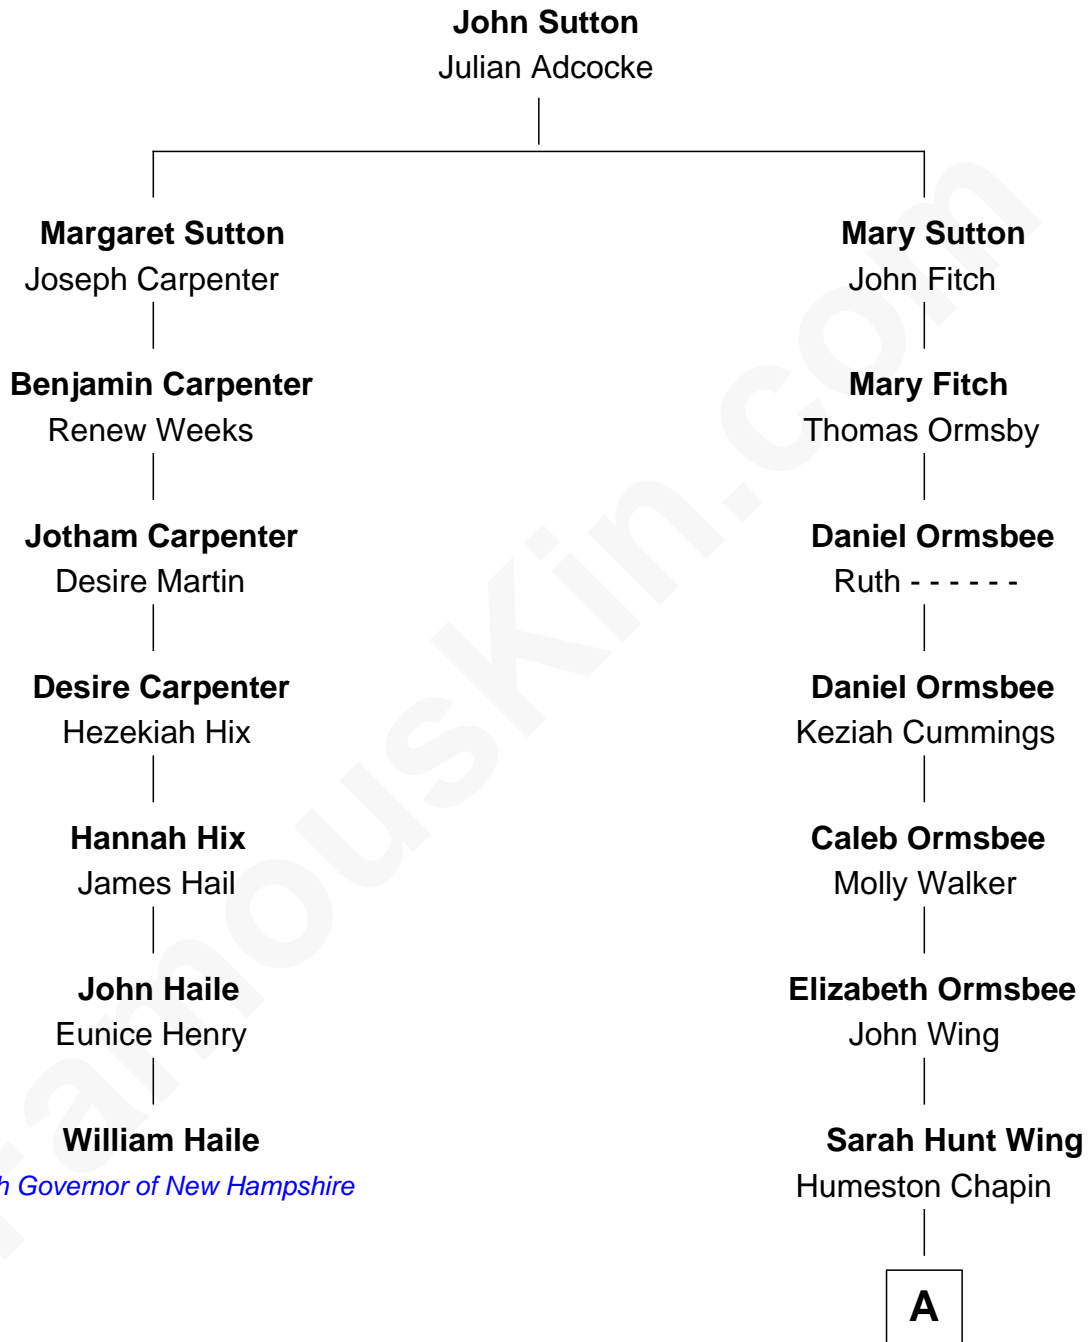 John Sutton
Julian Adcocke
Margaret Sutton
Joseph Carpenter
Benjamin Carpenter
Renew Weeks
Jotham Carpenter
Desire Martin
Desire Carpenter
Hezekiah Hix
Hannah Hix
James Hail
John Haile
Eunice Henry
William Haile
Governor of New Hampshire
Mary Sutton
John Fitch
Mary Fitch
Thomas Ormsby
Daniel Ormsbee
Ruth - - - - - -
Daniel Ormsbee
Keziah Cummings
Caleb Ormsbee
Molly Walker
Elizabeth Ormsbee
John Wing
Sarah Hunt Wing
Humeston Chapin
A
FamousKin.com